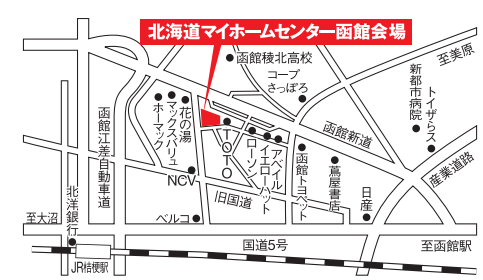 北海道マイホームセンター函館会場
函館稜北高校
コープ
さっぽろ
至美原
新都市病院
トイザらス
花の湯
マックスバリュ
ホーマック
函館江差自動車道
TOTO
ローソン
イエローハット
アベイル
函館新道
函館トヨペット
蔦屋書店
日産
産業道路
NCV
旧国道
ベルコ
至大沼
北洋銀行
国道5号
至函館駅
JR桔梗駅